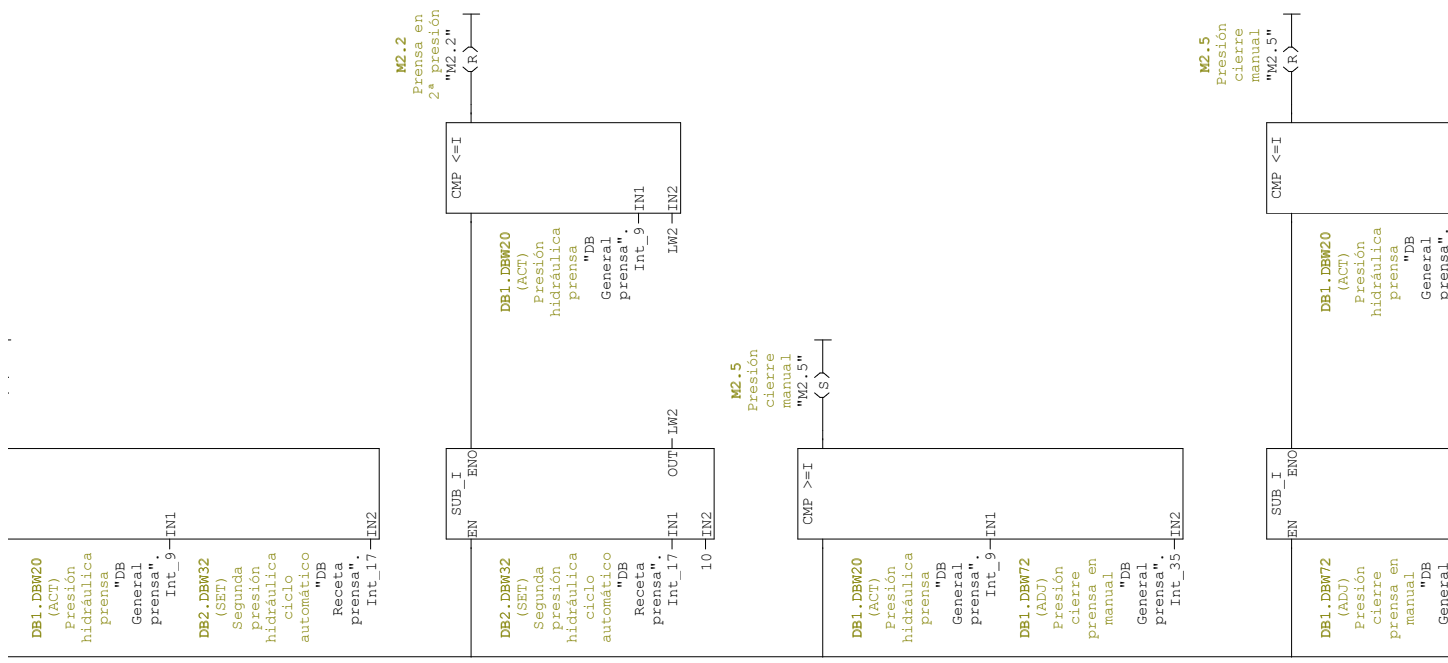 DB1.DBW20
(ACT)
Presión
hidráulica
prensa
"DB
General
prensa".
Int_9
IN1
DB2.DBW32
(SET)
Segunda
presión
hidráulica
ciclo
automático
"DB
Receta
prensa".
Int_17
IN2
DB2.DBW32
(SET)
Segunda
presión
hidráulica
ciclo
automático
"DB
Receta
prensa".
Int_17
SUB_I
EN
ENO
IN1
OUT
LW2
10
IN2
DB1.DBW20
(ACT)
Presión
hidráulica
prensa
"DB
General
prensa".
Int_9
CMP <=I
IN1
LW2
IN2
M2.2
Prensa en
2ª presión
"M2.2"
(R)
DB1.DBW20
(ACT)
Presión
hidráulica
prensa
"DB
General
prensa".
Int_9
CMP >=I
IN1
DB1.DBW72
(ADJ)
Presión
cierre
prensa en
manual
"DB
General
prensa".
Int_35
IN2
M2.5
Presión
cierre
manual
"M2.5"
(S)
DB1.DBW72
(ADJ)
Presión
cierre
prensa en
manual
"DB
General
SUB_I
EN
ENO
DB1.DBW20
(ACT)
Presión
hidráulica
prensa
"DB
General
prensa".
CMP <=I
M2.5
Presión
cierre
manual
"M2.5"
(R)